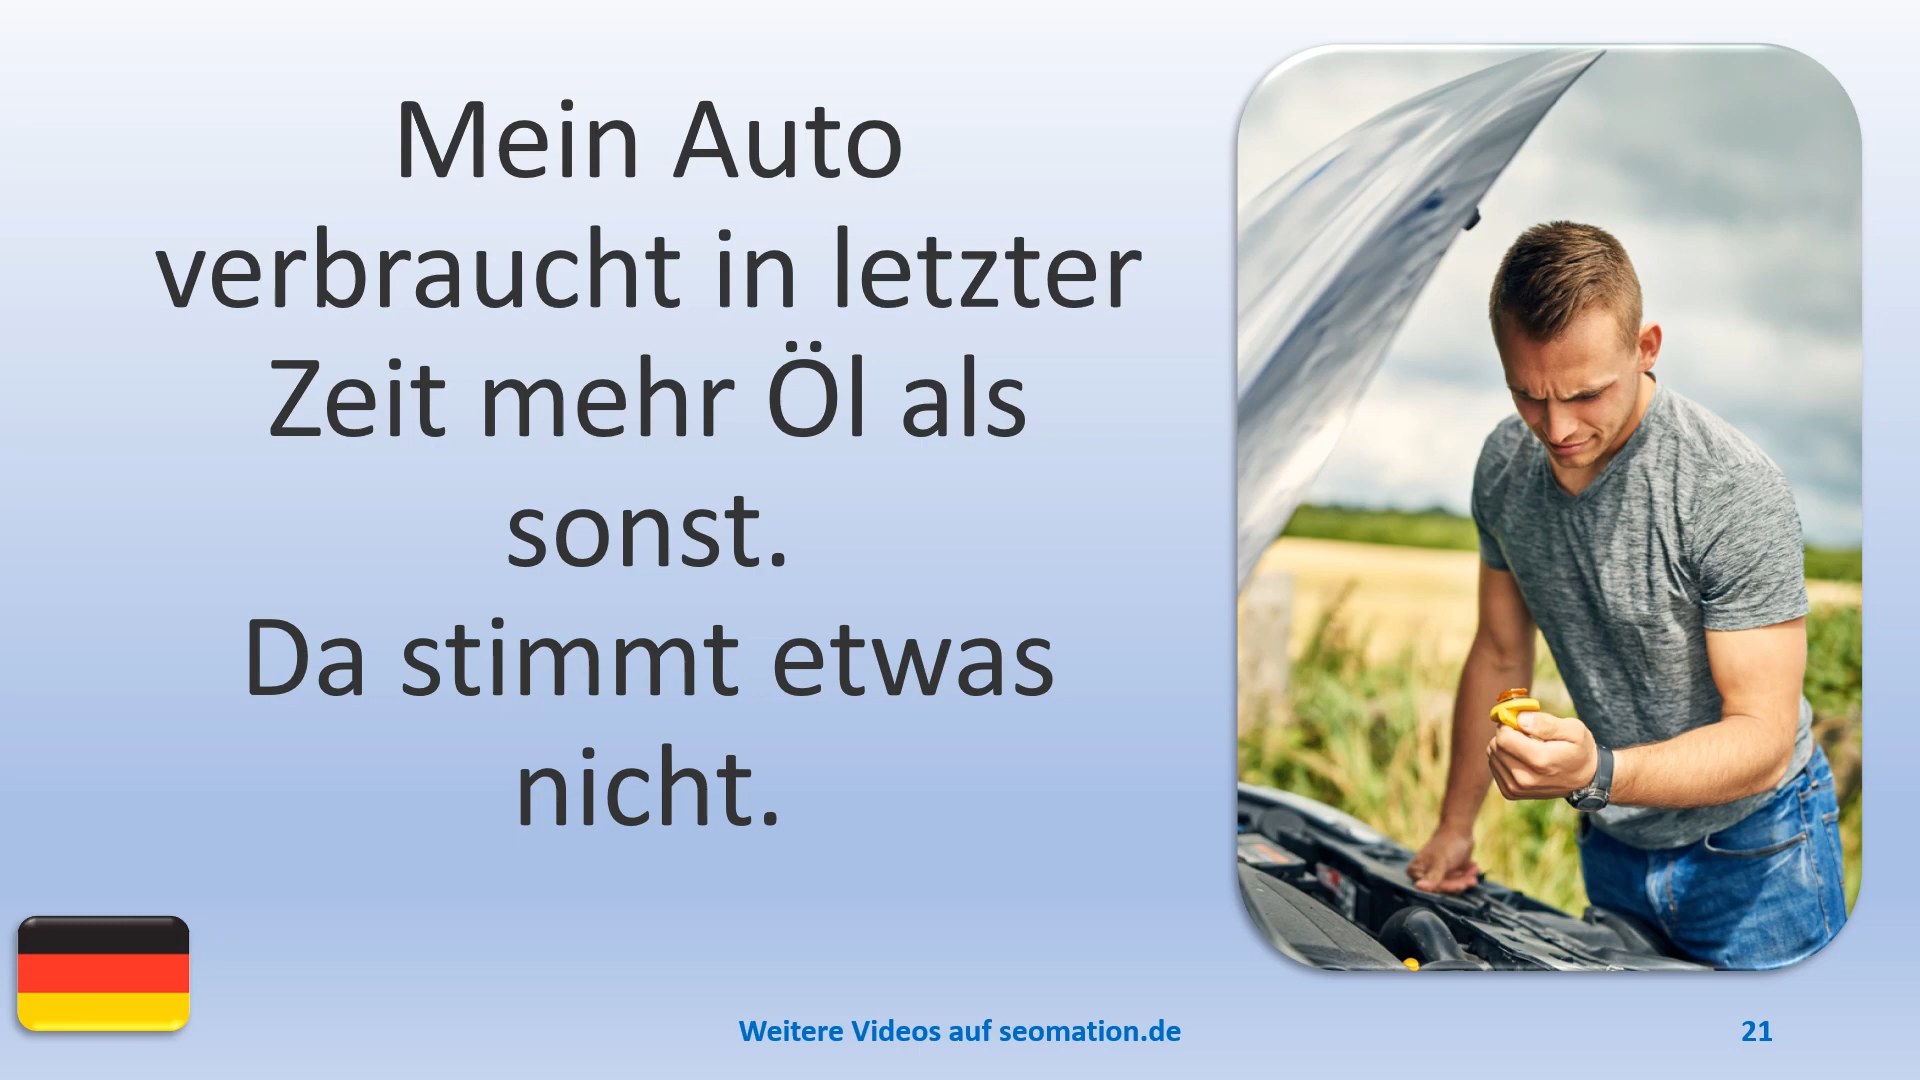 Mein Auto
verbraucht in letzter
Zeit mehr Öl als
sonst.
Da stimmt etwas
nicht.
Weitere Videos auf seomation.de
21